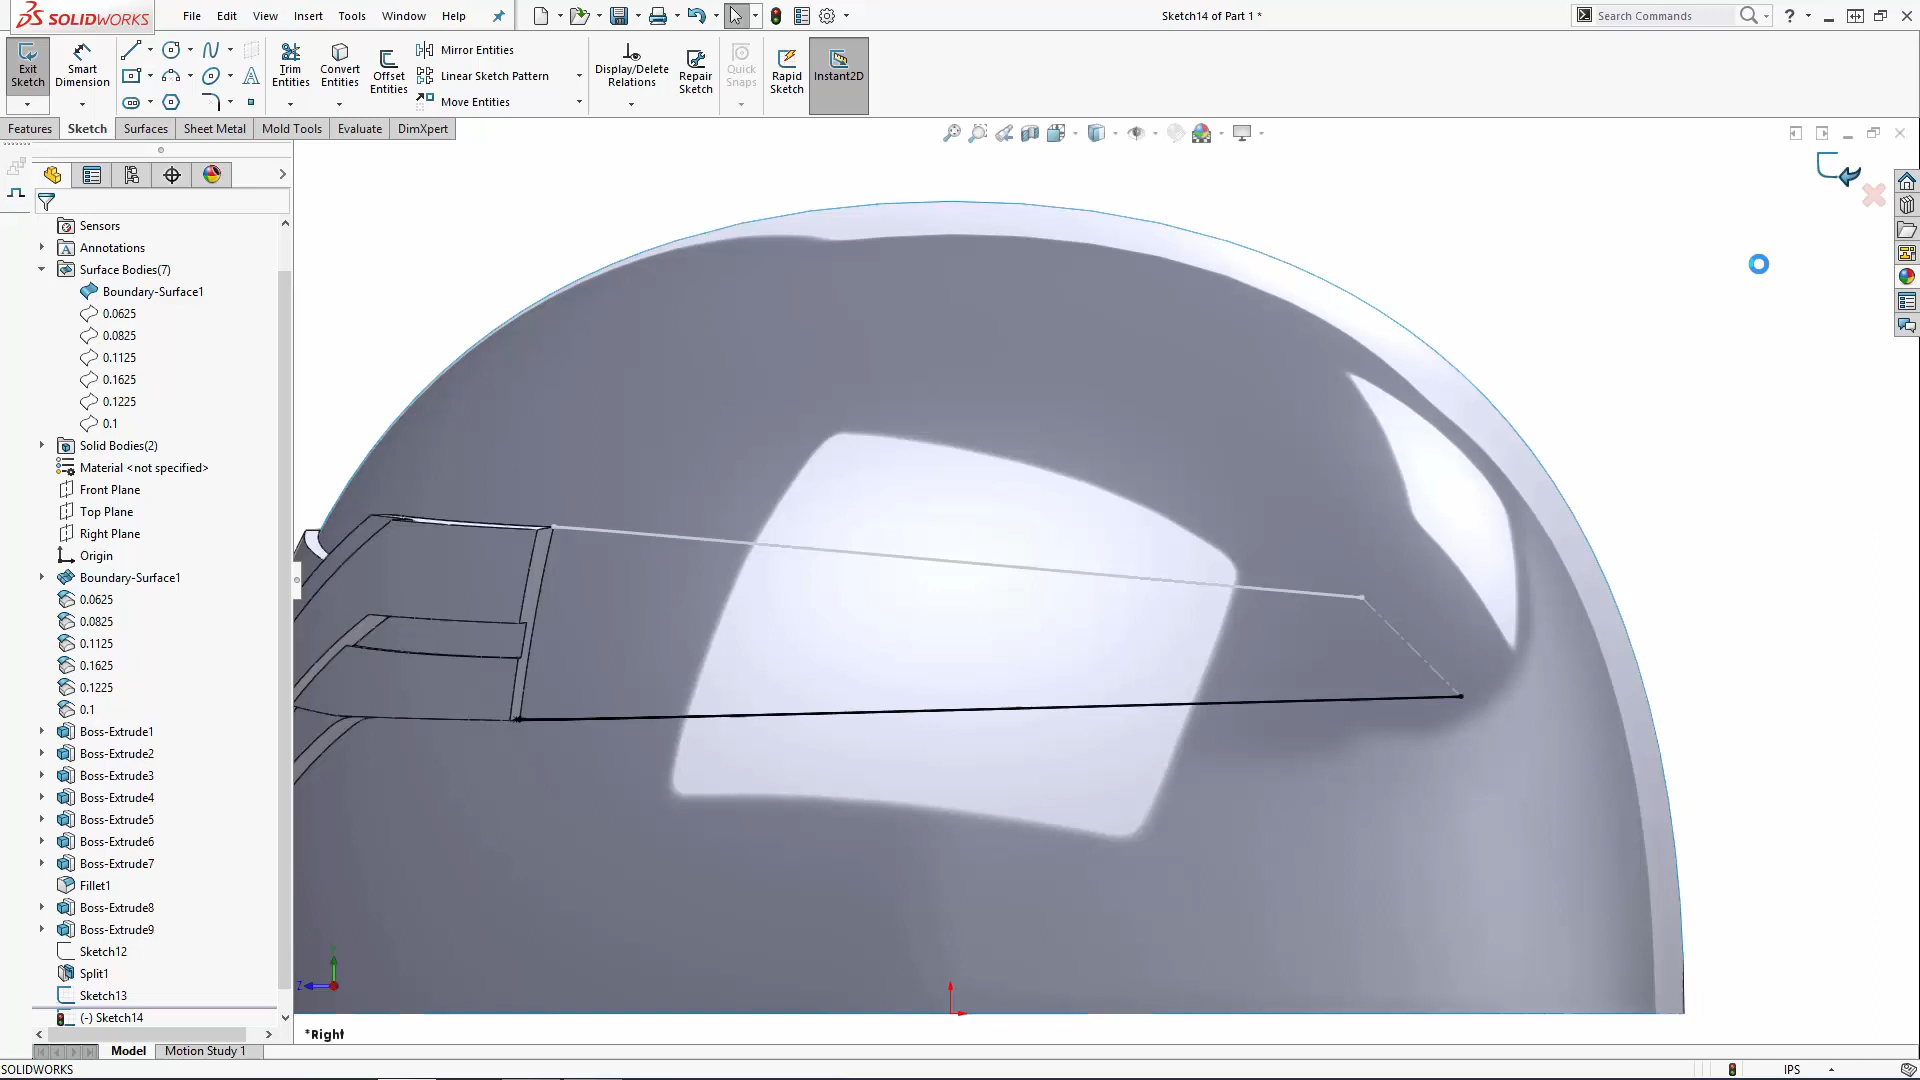 SOLIDWORKS
File Edit View Insert Tools Window Help
Sketch14 of Part 1 *
Search Commands
Exit Sketch
Smart Dimension
Trim Entities
Convert Entities
Offset Entities
Mirror Entities
Linear Sketch Pattern
Move Entities
Display/Delete Relations
Repair Sketch
Quick Snaps
Rapid Sketch
Instant2D
Features Sketch Surfaces Sheet Metal Mold Tools Evaluate DimXpert
Sensors
Annotations
Surface Bodies(7)
Boundary-Surface1
0.0625
0.0825
0.1125
0.1625
0.1225
0.1
Solid Bodies(2)
Material <not specified>
Front Plane
Top Plane
Right Plane
Origin
Boundary-Surface1
0.0625
0.0825
0.1125
0.1625
0.1225
0.1
Boss-Extrude1
Boss-Extrude2
Boss-Extrude3
Boss-Extrude4
Boss-Extrude5
Boss-Extrude6
Boss-Extrude7
Fillet1
Boss-Extrude8
Boss-Extrude9
Sketch12
Split1
Sketch13
(-) Sketch14
Z
*Right
Model Motion Study 1
SOLIDWORKS
IPS